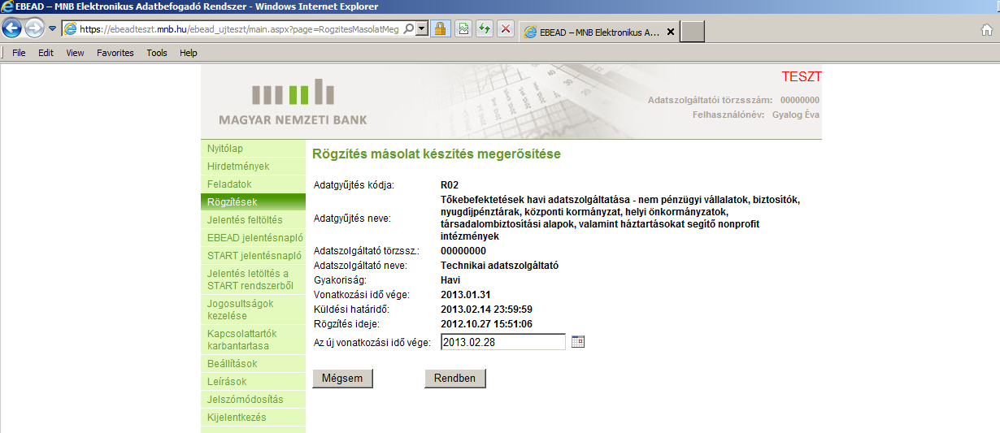 EBEAD – MNB Elektronikus Adatbefogadó Rendszer - Windows Internet Explorer
https://ebeadteszt.mnb.hu/ebead_ujteszt/main.aspx?page=RogzitesMasolatMeg
EBEAD – MNB Elektronikus A...
File Edit View Favorites Tools Help
TESZT
Adatszolgáltatói törzsszám: 00000000
Felhasználónév: Gyalog Éva
MAGYAR NEMZETI BANK
Nyitólap
Hirdetmények
Feladatok
Rögzítések
Jelentés feltöltés
EBEAD jelentésnapló
START jelentésnapló
Jelentés letöltés a
START rendszerből
Jogosultságok
kezelése
Kapcsolattartók
karbantartasa
Beállítások
Leírások
Jelszómódosítás
Kijelentkezés
Rögzítés másolat készítés megerősítése
Adatgyűjtés kódja: R02
Adatgyűjtés neve: Tőkebefektetések havi adatszolgáltatása - nem pénzügyi vállalatok, biztosítók,
nyugdíjpénztárak, központi kormányzat, helyi önkormányzatok,
társadalombiztosítási alapok, valamint háztartásokat segítő nonprofit
intézmények
Adatszolgáltató törzssz.: 00000000
Adatszolgáltató neve: Technikai adatszolgáltató
Gyakoriság: Havi
Vonatkozási idő vége: 2013.01.31
Küldési határidő: 2013.02.14 23:59:59
Rögzítés ideje: 2012.10.27 15:51:06
Az új vonatkozási idő vége: 2013.02.28
Mégsem Rendben